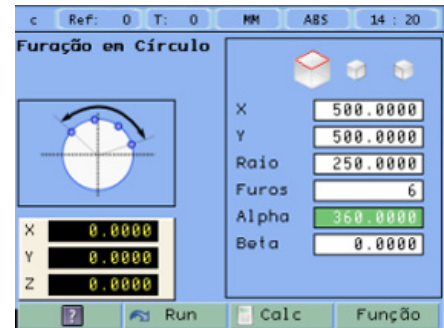 c Ref: 0 T: 0 MM ABS 14 : 20
Furação em Círculo
X 500.0000
Y 500.0000
Raio 250.0000
Furos 6
Alpha 360.0000
Beta 0.0000
X 0.0000
Y 0.0000
Z 0.0000
? Run Calc Função